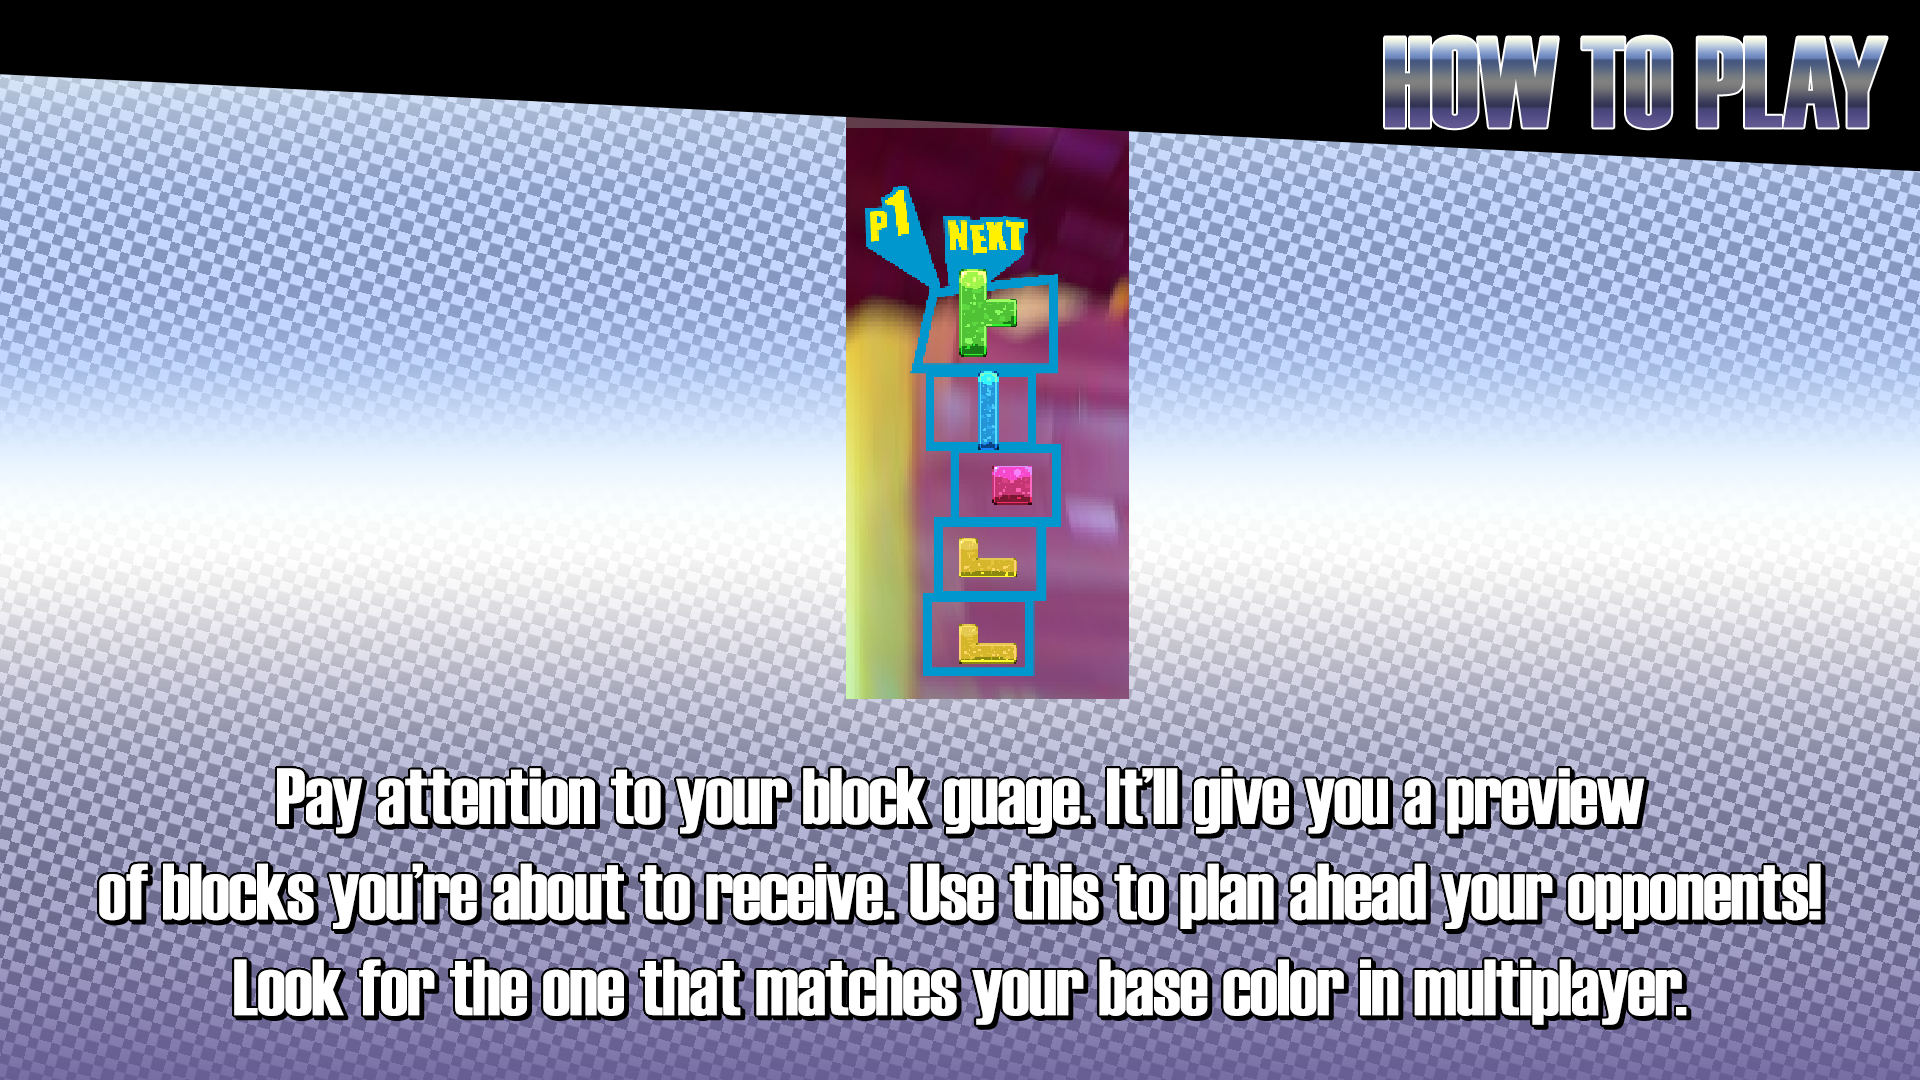 HOW TO PLAY
P1
NEXT
Pay attention to your block guage. It'll give you a preview
of blocks you're about to receive. Use this to plan ahead your opponents!
Look for the one that matches your base color in multiplayer.